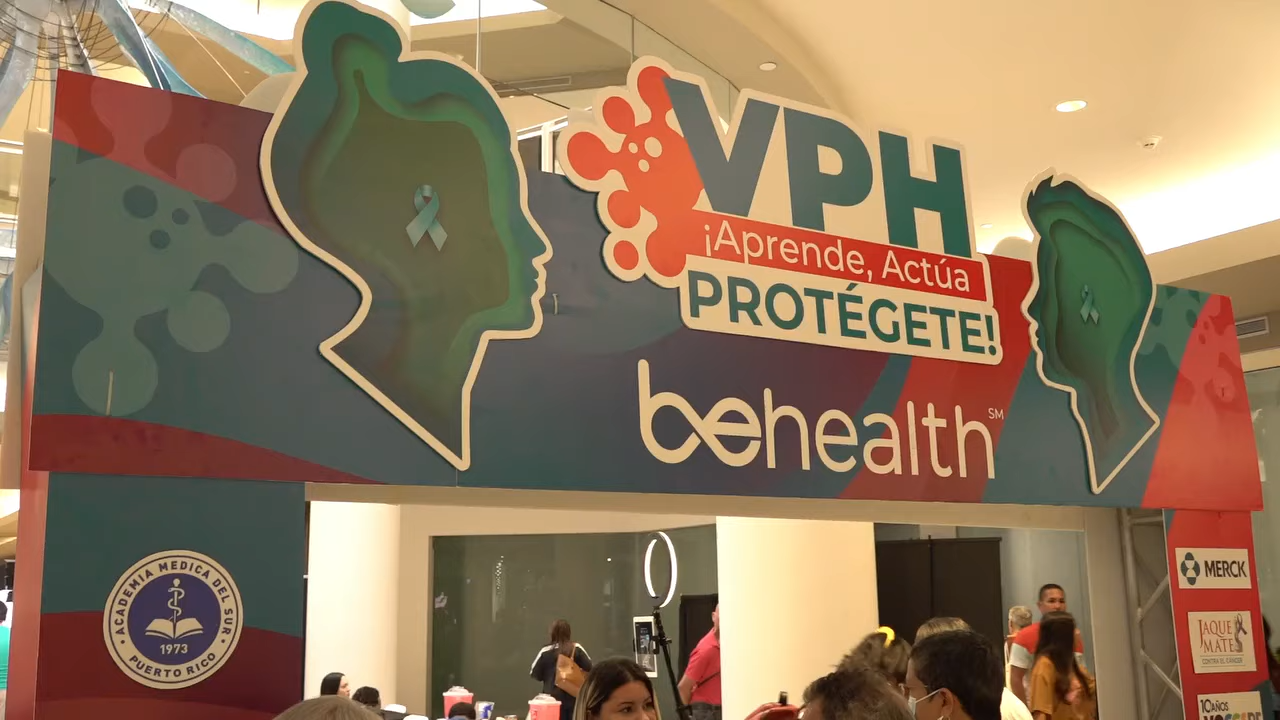 VPH
¡Aprende, Actúa
PROTÉGETE!
behealth SM
ACADEMIA MEDICA DEL SUR
1973
PUERTO RICO
MERCK
JAQUE
MATE
CONTRA EL CÁNCER
10 AÑOS